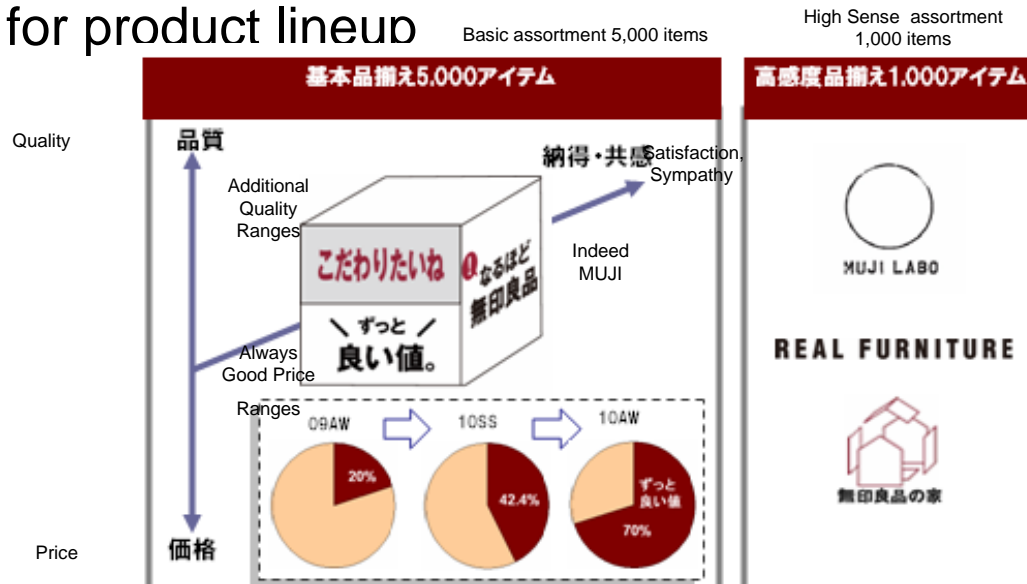 for product lineup
Basic assortment 5,000 items
High Sense assortment
1,000 items
基本品揃え5,000アイテム
高感度品揃え1,000アイテム
Quality
品質
納得・共感
Satisfaction,
Sympathy
Additional
Quality
Ranges
こだわりたいね
なるほど
無印良品
Indeed
MUJI
ずっと
良い値。
Always
Good Price
Ranges
09AW
10SS
10AW
20%
42.4%
ずっと
良い値
70%
Price
価格
MUJI LABO
REAL FURNITURE
無印良品の家